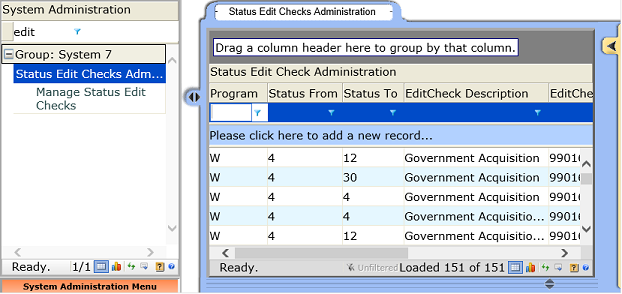 System Administration
edit
Group: System 7
Status Edit Checks Adm...
Manage Status Edit
Checks
Ready. 1/1
System Administration Menu
Status Edit Checks Administration
Drag a column header here to group by that column.
Status Edit Check Administration
Program Status From Status To EditCheck Description EditChe
Please click here to add a new record...
W 4 12 Government Acquisition 9901
W 4 30 Government Acquisition 9901
W 4 4 Government Acquisition 9901
W 4 4 Government Acquisitio... 9901
W 4 12 Government Acquisitio... 9901
Ready. Unfiltered Loaded 151 of 151